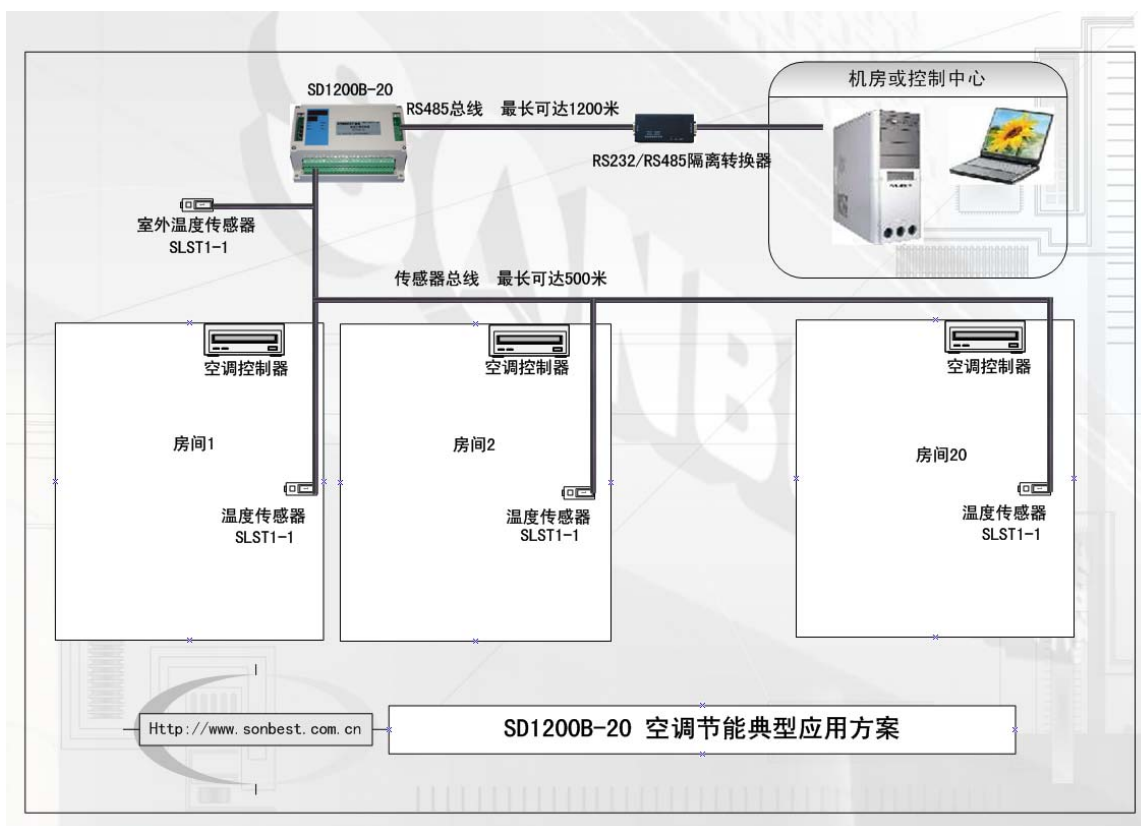 机房或控制中心
SD1200B-20
RS485总线 最长可达1200米
RS232/RS485隔离转换器
室外温度传感器
SLST1-1
传感器总线 最长可达500米
空调控制器
空调控制器
空调控制器
房间1
房间2
房间20
温度传感器
SLST1-1
温度传感器
SLST1-1
温度传感器
SLST1-1
Http://www.sonbest.com.cn
SD1200B-20 空调节能典型应用方案